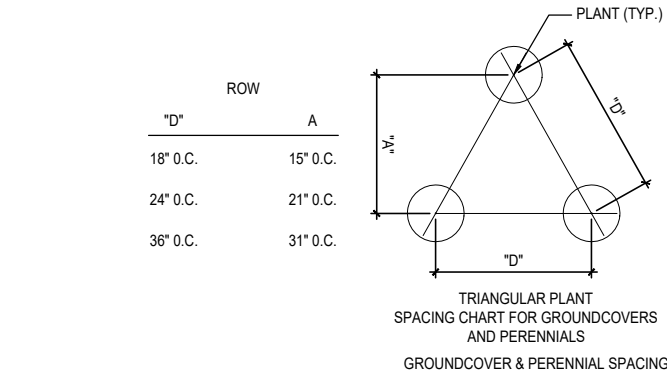 PLANT (TYP.)
ROW
"D" A
18" O.C. 15" O.C.
24" O.C. 21" O.C.
36" O.C. 31" O.C.
"A"
"D"
"D"
TRIANGULAR PLANT
SPACING CHART FOR GROUNDCOVERS
AND PERENNIALS
GROUNDCOVER & PERENNIAL SPACING